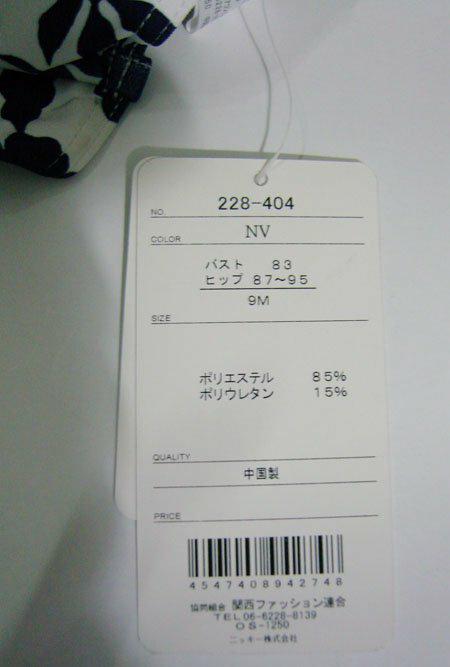 NO. 228-404
COLOR NV
バスト 83
ヒップ 87〜95
9M
SIZE
ポリエステル 85%
ポリウレタン 15%
QUALITY
中国製
PRICE
4547408942748
協同組合 関西ファッション連合
TEL06-6228-8139
OS-1250
ニッキー株式会社